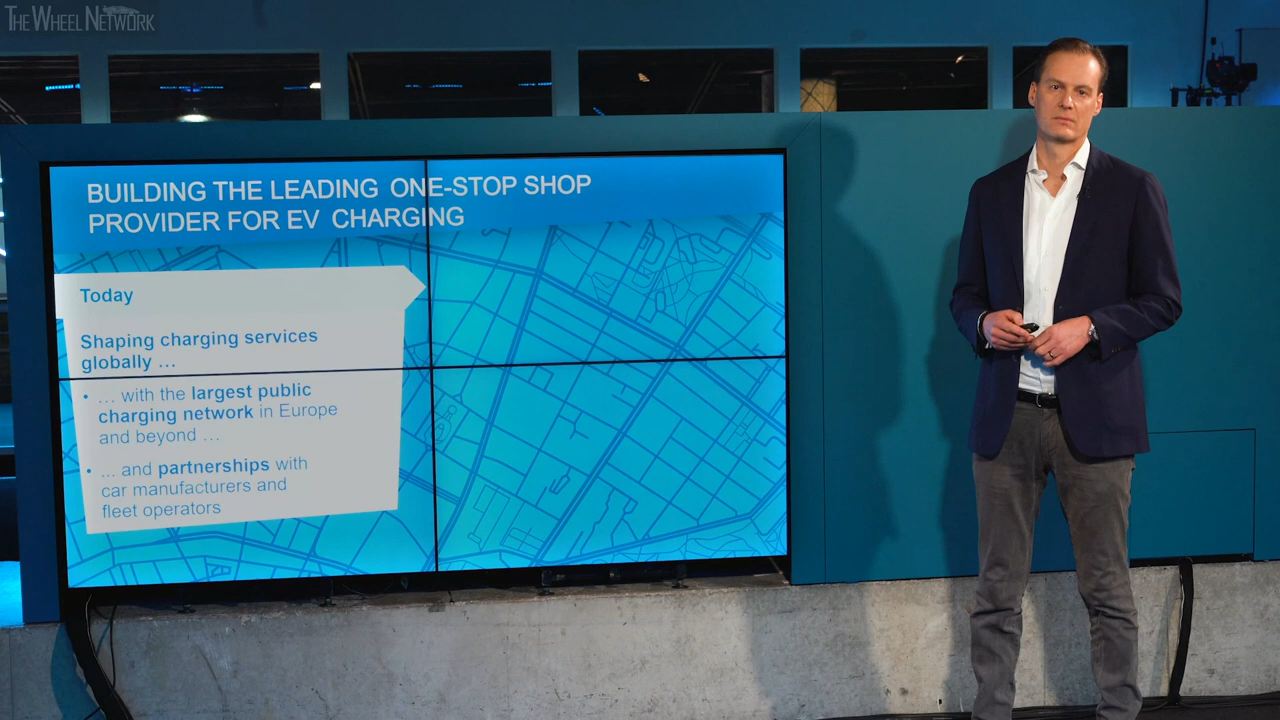 THE WHEEL NETWORK
BUILDING THE LEADING ONE-STOP SHOP
PROVIDER FOR EV CHARGING
Today
Shaping charging services
globally …
• … with the largest public
charging network in Europe
and beyond …
• … and partnerships with
car manufacturers and
fleet operators